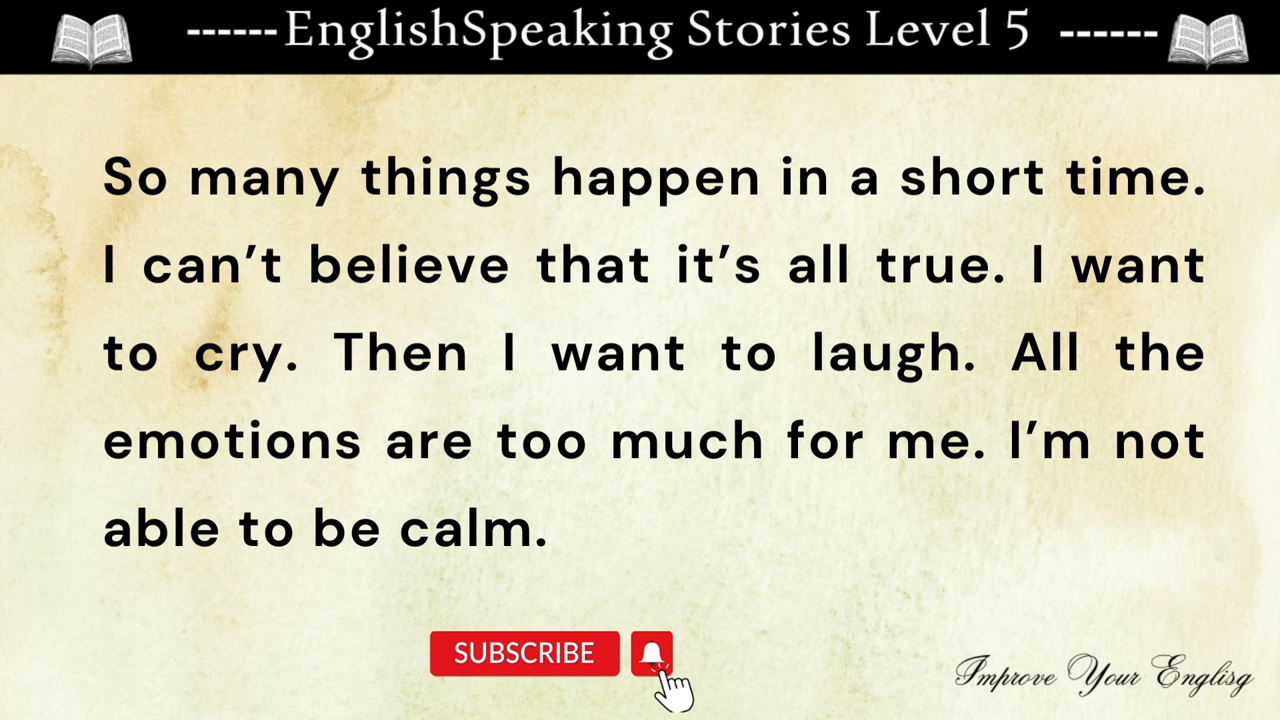 ------EnglishSpeaking Stories Level 5 ------
So many things happen in a short time.
I can’t believe that it’s all true. I want
to cry. Then I want to laugh. All the
emotions are too much for me. I’m not
able to be calm.
SUBSCRIBE
Improve Your Englisg